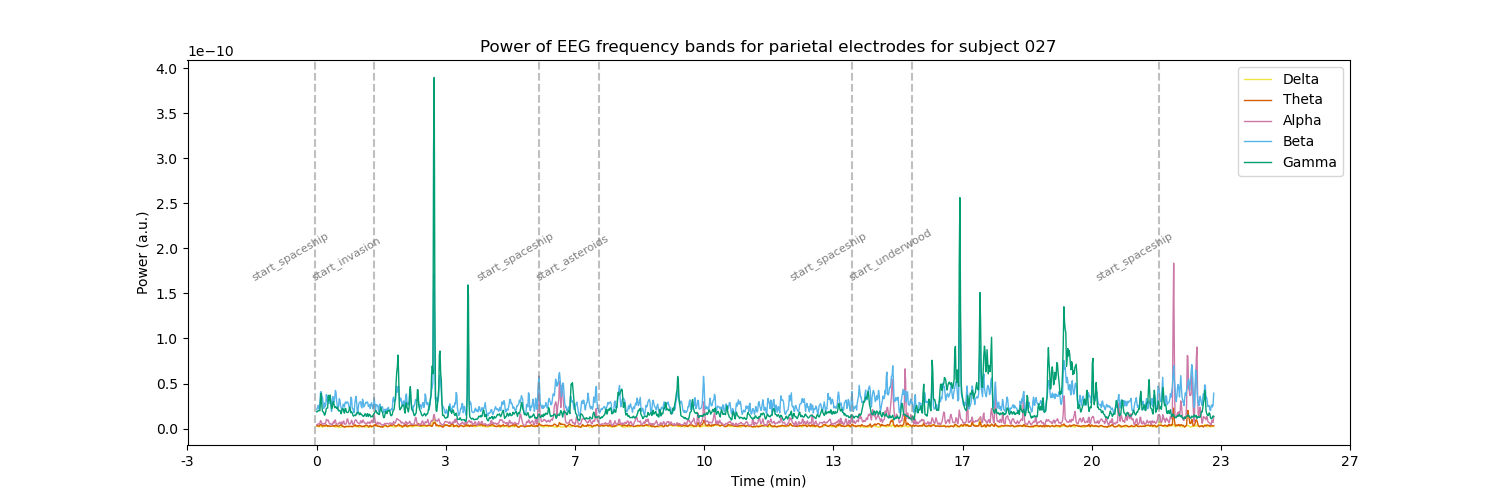 Power of EEG frequency bands for parietal electrodes for subject 027
1e−10
4.0
3.5
3.0
2.5
2.0
1.5
1.0
0.5
0.0
Power (a.u.)
start_spaceship
start_invasion
start_spaceship
start_asteroids
start_spaceship
start_underwood
start_spaceship
Delta
Theta
Alpha
Beta
Gamma
-3 0 3 7 10 13 17 20 23 27
Time (min)